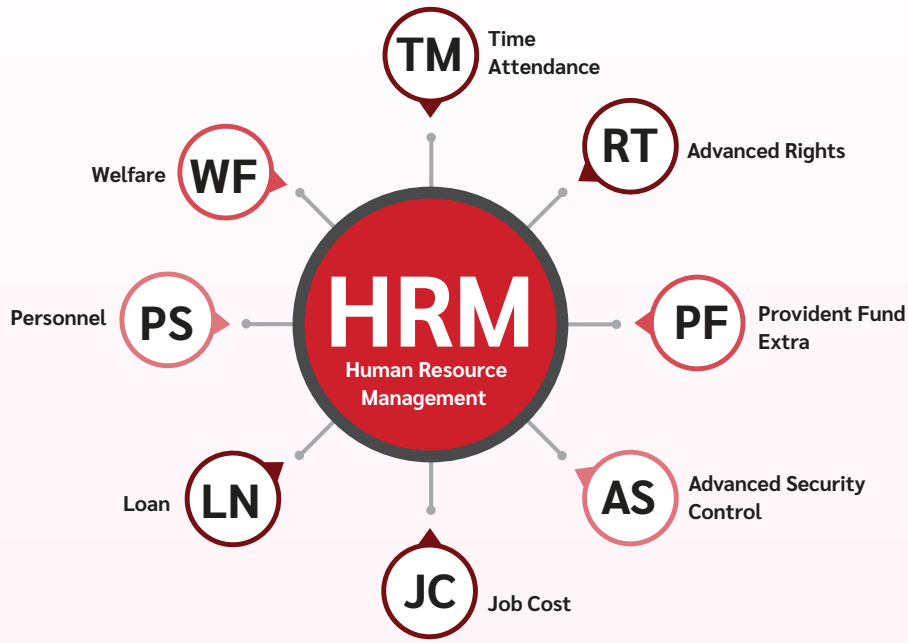 TM
Time
Attendance
RT
Advanced Rights
Welfare
WF
HRM
Human Resource
Management
Personnel
PS
PF
Provident Fund
Extra
Loan
LN
AS
Advanced Security
Control
JC
Job Cost